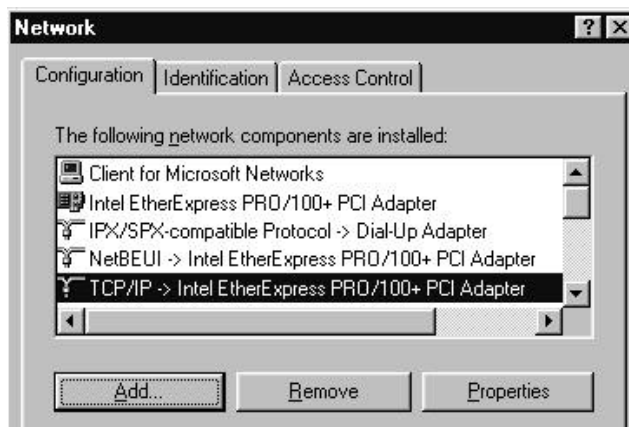 Network
Configuration Identification Access Control
The following network components are installed:
Client for Microsoft Networks
Intel EtherExpress PRO/100+ PCI Adapter
IPX/SPX-compatible Protocol -> Dial-Up Adapter
NetBEUI -> Intel EtherExpress PRO/100+ PCI Adapter
TCP/IP -> Intel EtherExpress PRO/100+ PCI Adapter
Add... Remove Properties